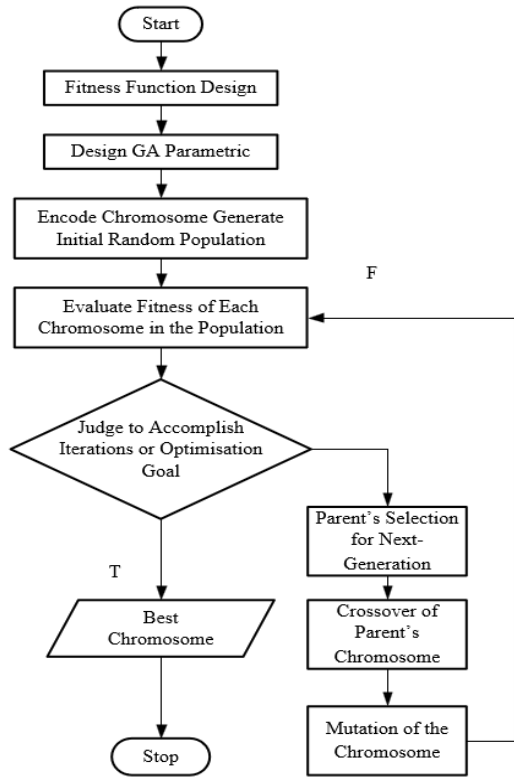 Start
Fitness Function Design
Design GA Parametric
Encode Chromosome Generate
Initial Random Population
F
Evaluate Fitness of Each
Chromosome in the Population
Judge to Accomplish
Iterations or Optimisation
Goal
Parent’s Selection
for Next-
Generation
T
Best
Chromosome
Crossover of
Parent’s
Chromosome
Mutation of the
Chromosome
Stop